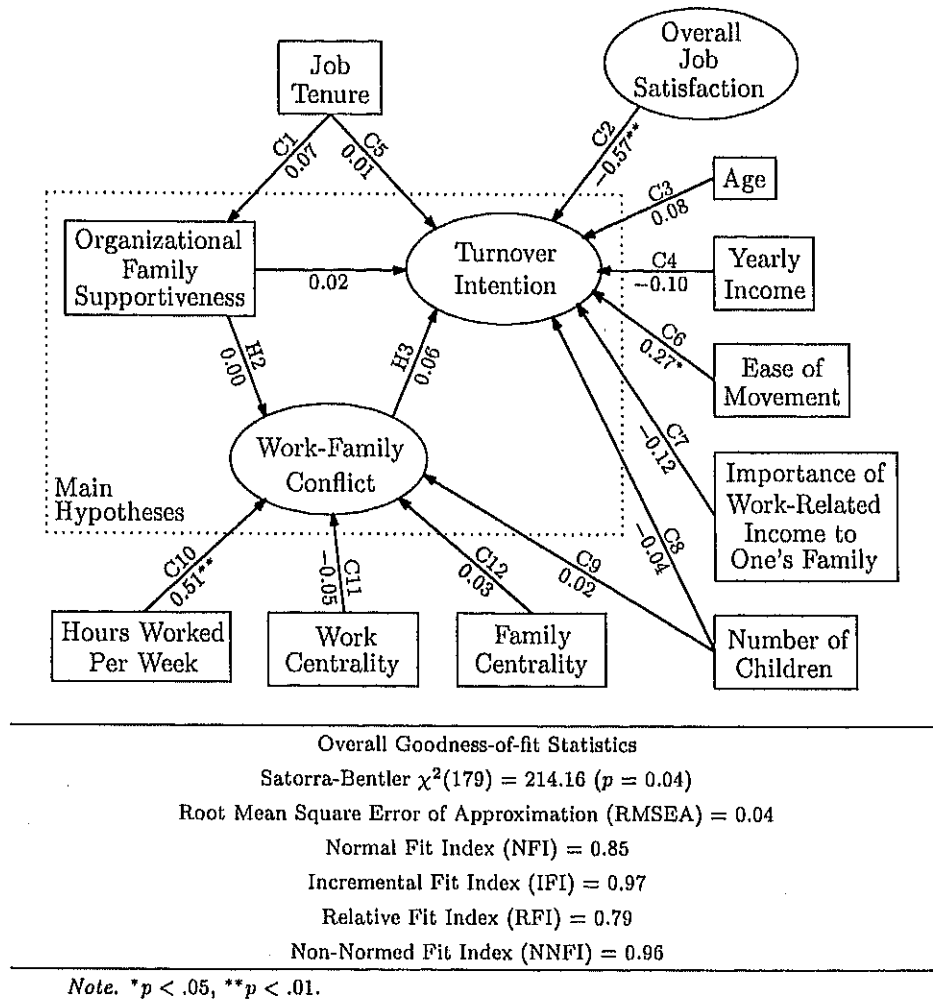 Job
Tenure
Overall
Job
Satisfaction
C1
0.07
C5
0.01
C2
−0.57**
Age
C3
0.08
Organizational
Family
Supportiveness
0.02
Turnover
Intention
C4
−0.10
Yearly
Income
H2
0.00
H3
0.06
C6
0.27*
Ease of
Movement
Work-Family
Conflict
C7
−0.12
Importance of
Work-Related
Income to
One's Family
Main
Hypotheses
C8
−0.04
C10
0.51**
C11
−0.05
C12
0.03
C9
0.02
Hours Worked
Per Week
Work
Centrality
Family
Centrality
Number of
Children
Overall Goodness-of-fit Statistics
Satorra-Bentler χ²(179) = 214.16 (p = 0.04)
Root Mean Square Error of Approximation (RMSEA) = 0.04
Normal Fit Index (NFI) = 0.85
Incremental Fit Index (IFI) = 0.97
Relative Fit Index (RFI) = 0.79
Non-Normed Fit Index (NNFI) = 0.96
Note. *p < .05, **p < .01.